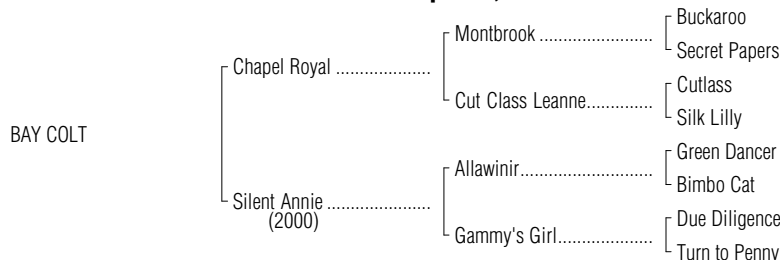 Buckaroo
Montbrook ........................
Secret Papers
Chapel Royal .....................
Cutlass
Cut Class Leanne..............
Silk Lilly
BAY COLT
Green Dancer
Allawinir............................
Bimbo Cat
Silent Annie .......................
(2000)
Due Diligence
Gammy's Girl....................
Turn to Penny